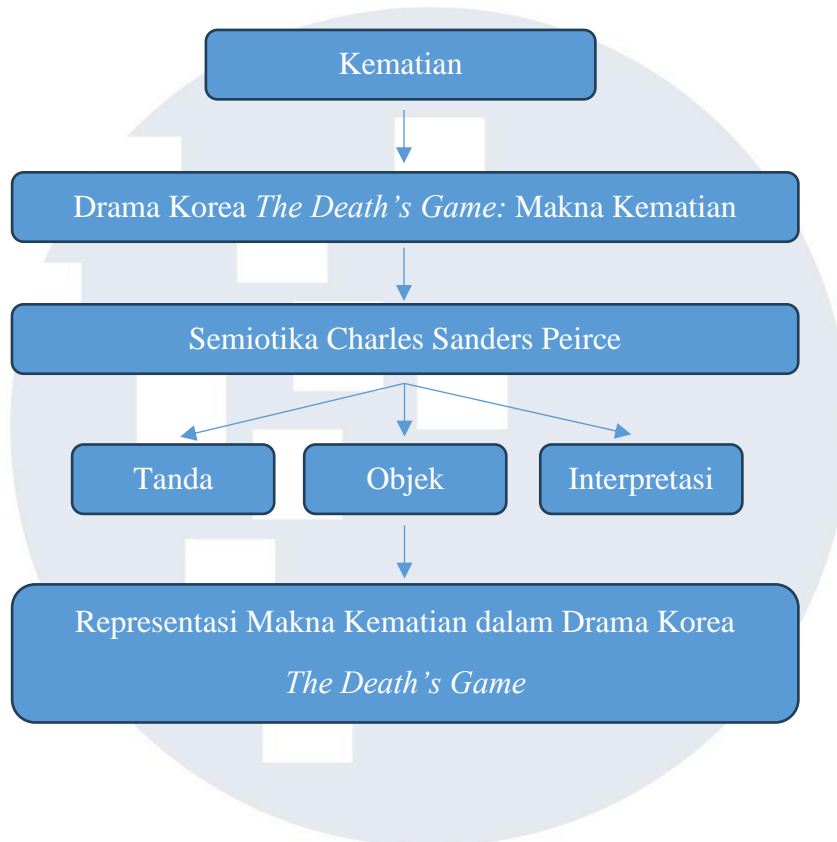 Kematian
Drama Korea The Death’s Game: Makna Kematian
Semiotika Charles Sanders Peirce
Tanda
Objek
Interpretasi
Representasi Makna Kematian dalam Drama Korea
The Death’s Game